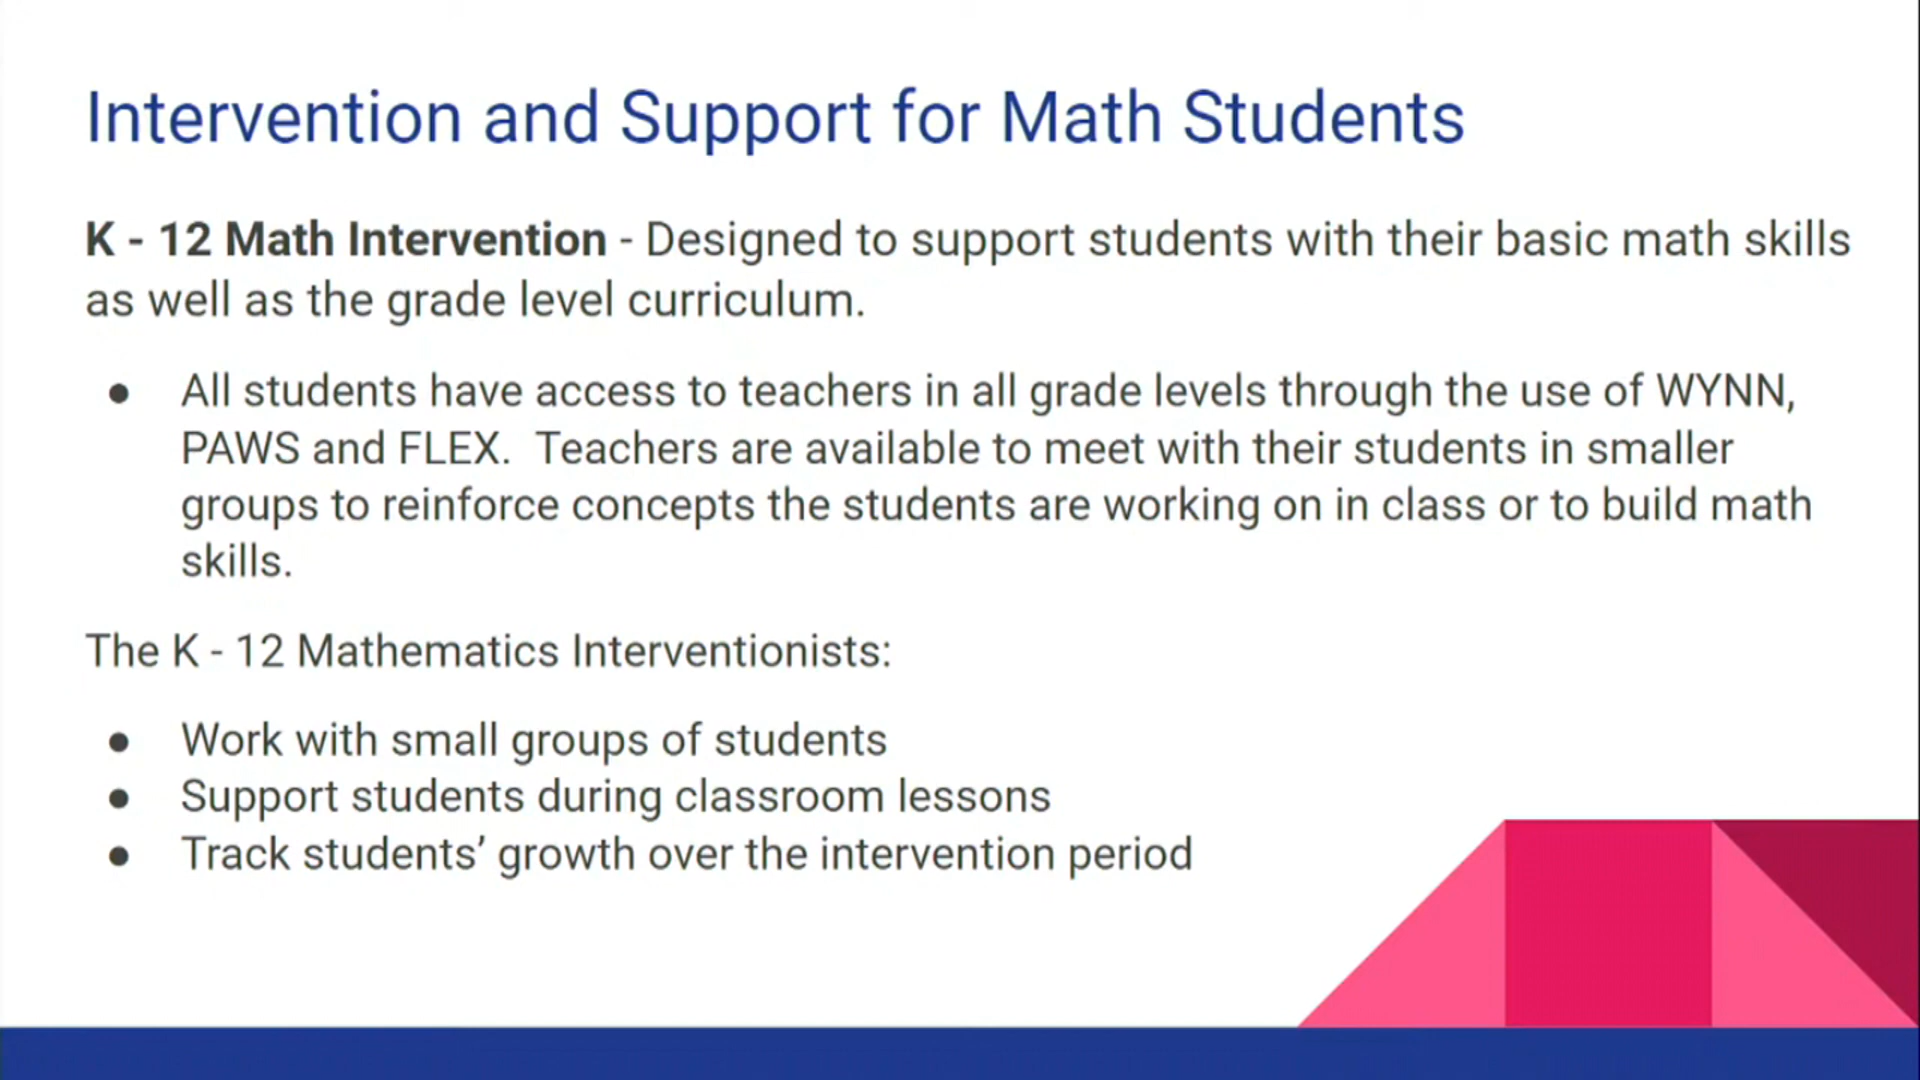 Intervention and Support for Math Students
K - 12 Math Intervention - Designed to support students with their basic math skills
as well as the grade level curriculum.
● All students have access to teachers in all grade levels through the use of WYNN,
PAWS and FLEX.  Teachers are available to meet with their students in smaller
groups to reinforce concepts the students are working on in class or to build math
skills.
The K - 12 Mathematics Interventionists:
● Work with small groups of students
● Support students during classroom lessons
● Track students’ growth over the intervention period